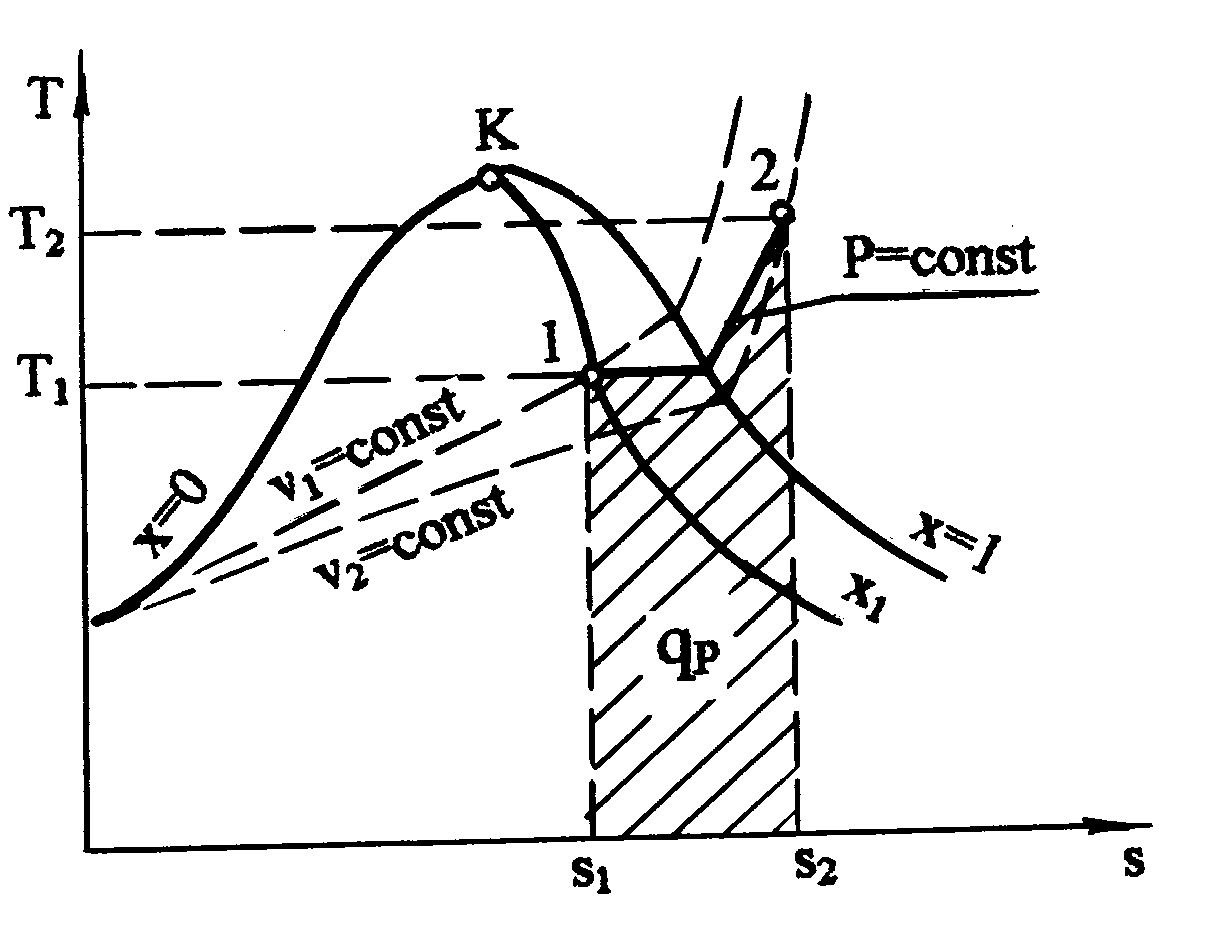 T
K
2
T₂
P=const
1
T₁
v₁=const
x=0
v₂=const
x=1
x₁
qₚ
s₁
s₂
s